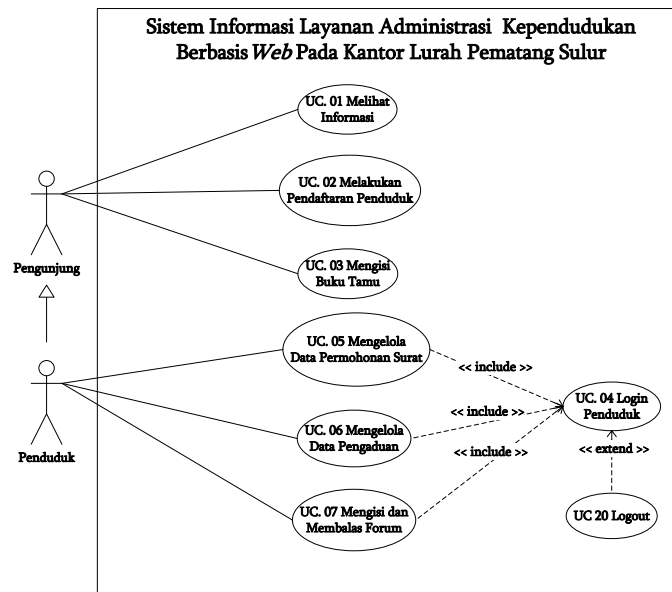 Sistem Informasi Layanan Administrasi Kependudukan
Berbasis Web Pada Kantor Lurah Pematang Sulur
UC. 01 Melihat
Informasi
UC. 02 Melakukan
Pendaftaran Penduduk
Pengunjung
UC. 03 Mengisi
Buku Tamu
UC. 05 Mengelola
Data Permohonan Surat
<< include >>
UC. 04 Login
Penduduk
UC. 06 Mengelola
Data Pengaduan
<< include >>
<< include >>
<< extend >>
Penduduk
UC. 07 Mengisi dan
Membalas Forum
UC 20 Logout